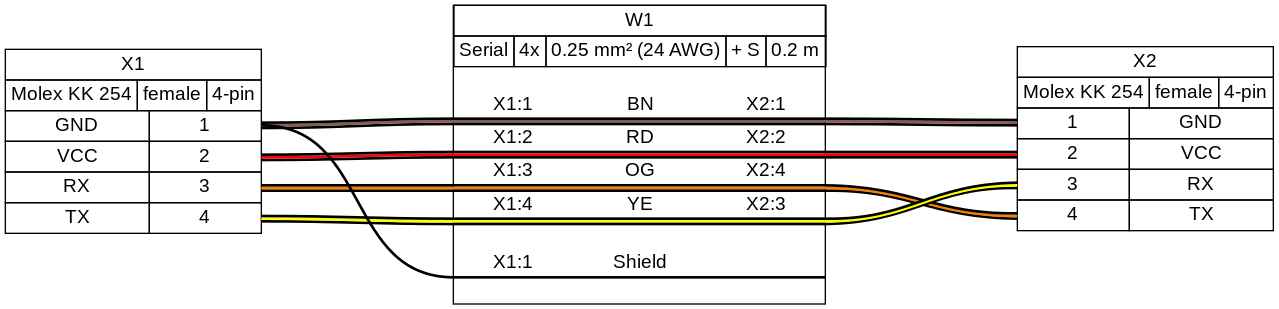 X1
Molex KK 254 female 4-pin
GND 1
VCC 2
RX 3
TX 4
W1
Serial 4x 0.25 mm² (24 AWG) + S 0.2 m
X1:1 BN X2:1
X1:2 RD X2:2
X1:3 OG X2:4
X1:4 YE X2:3
X1:1 Shield
X2
Molex KK 254 female 4-pin
1 GND
2 VCC
3 RX
4 TX